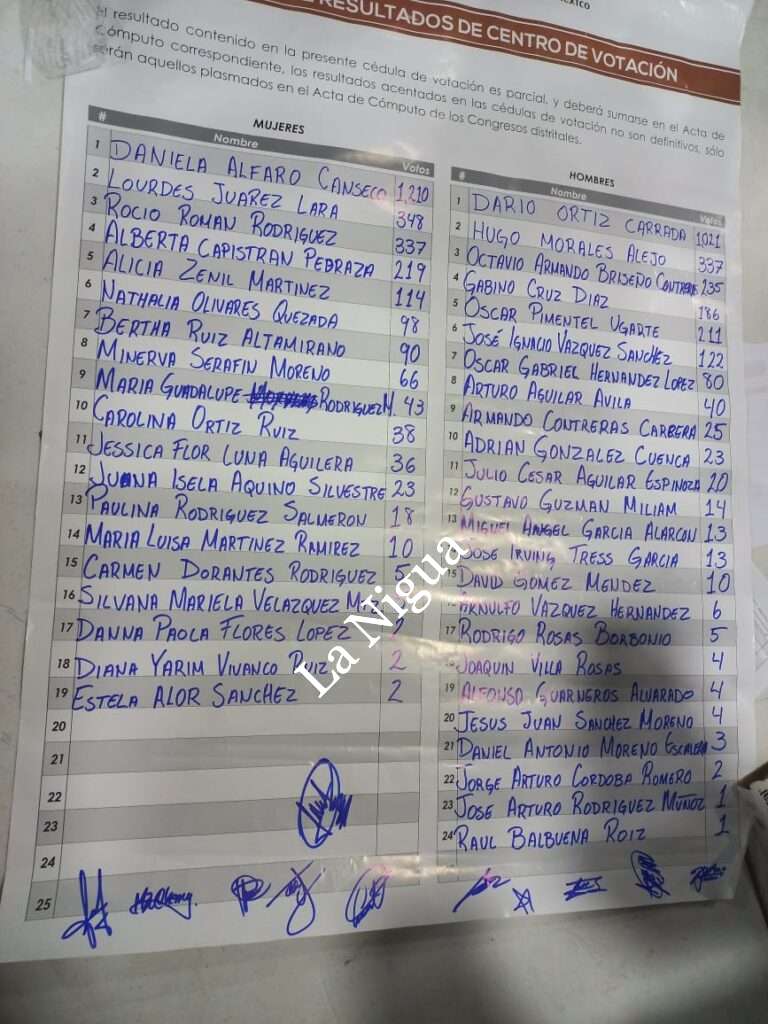 XICO
RESULTADOS DE CENTRO DE VOTACIÓN
El resultado contenido en la presente cédula de votación es parcial, y deberá sumarse en el Acta de
Cómputo correspondiente, los resultados acentados en las cédulas de votación no son definitivos, sólo
serán aquellos plasmados en el Acta de Cómputo de los Congresos distritales.
MUJERES
# Nombre Votos
1 DANIELA ALFARO CANSECO 1,210
2 LOURDES JUAREZ LARA 348
3 ROCIO ROMAN RODRIGUEZ 337
4 ALBERTA CAPISTRAN PEDRAZA 219
5 ALICIA ZENIL MARTINEZ 114
6 NATHALIA OLIVARES QUEZADA 98
7 BERTHA RUIZ ALTAMIRANO 90
8 MINERVA SERAFIN MORENO 66
9 MARIA GUADALUPE RODRIGUEZ M. 43
10 CAROLINA ORTIZ RUIZ 38
11 JESSICA FLOR LUNA AGUILERA 36
12 JUANA ISELA AQUINO SILVESTRE 23
13 PAULINA RODRIGUEZ SALMERON 18
14 MARIA LUISA MARTINEZ RAMIREZ 10
15 CARMEN DORANTES RODRIGUEZ 5
16 SILVANA MARIELA VELAZQUEZ
17 DANNA PAOLA FLORES LOPEZ
18 DIANA YARIM VIVANCO RUIZ 2
19 ESTELA ALOR SANCHEZ 2
20
21
22
23
24
25
HOMBRES
# Nombre Votos
1 DARIO ORTIZ CARRADA 1021
2 HUGO MORALES ALEJO 337
3 OCTAVIO ARMANDO BRISEÑO 235
4 GABINO CRUZ DIAZ 186
5 OSCAR PIMENTEL UGARTE 211
6 JOSÉ IGNACIO VAZQUEZ SANCHEZ 122
7 OSCAR GABRIEL HERNANDEZ LOPEZ 80
8 ARTURO AGUILAR AVILA 40
9 ARMANDO CONTRERAS CARRERA 25
10 ADRIAN GONZALEZ CUENCA 23
11 JULIO CESAR AGUILAR ESPINOZA 20
12 GUSTAVO GUZMAN MILIAM 14
13 MIGUEL ANGEL GARCIA ALARCON 13
JOSE IRVING TRESS GARCIA 13
15 DAVID GOMEZ MENDEZ 10
ARNULFO VAZQUEZ HERNANDEZ 6
17 RODRIGO ROSAS BORBONIO 5
JOAQUIN VILLA ROSAS 4
19 ALFONSO GUARNEROS ALVARADO 4
20 JESUS JUAN SANCHEZ MORENO 4
21 DANIEL ANTONIO MORENO ESCALERA 3
22 JORGE ARTURO CORDOBA ROMERO 2
23 JOSE ARTURO RODRIGUEZ MUÑOZ 1
24 RAUL BALBUENA ROIZ 1
La Nigua